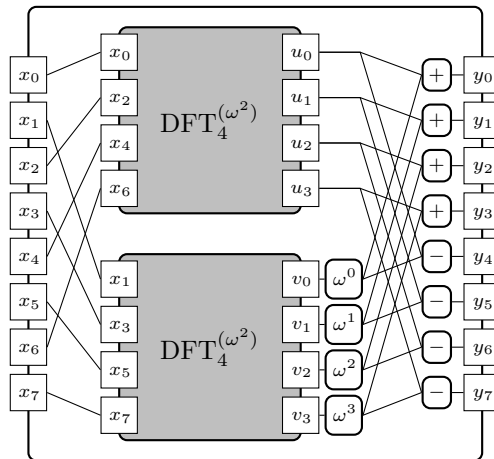 x₀ x₀ u₀ + y₀
x₁ x₂ u₁ + y₁
DFT₄^(ω²)
x₂ x₄ u₂ + y₂
x₃ x₆ u₃ + y₃
x₄ x₁ v₀ ω⁰ − y₄
x₅ x₃ v₁ ω¹ − y₅
DFT₄^(ω²)
x₆ x₅ v₂ ω² − y₆
x₇ x₇ v₃ ω³ − y₇